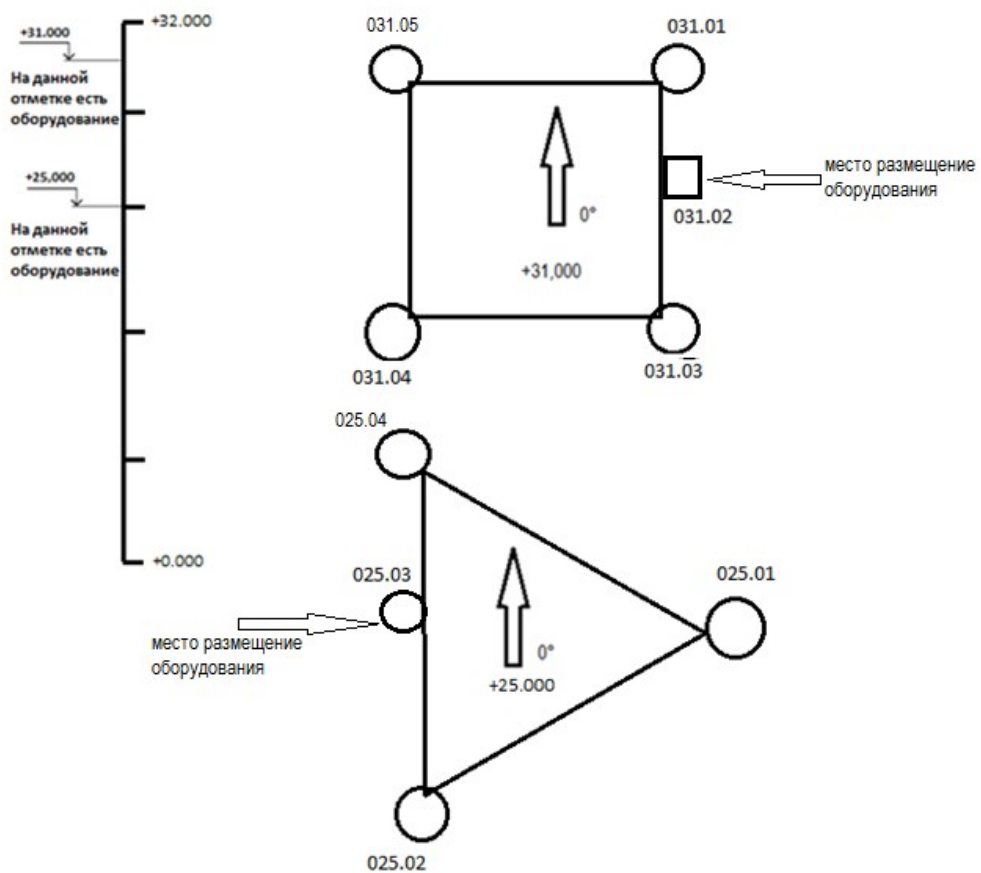 +32.000
+31.000
На данной
отметке есть
оборудование
+25,000
На данной
отметке есть
оборудование
+0.000
031.05
031.01
место размещение
оборудования
031.02
0°
+31,000
031.04
031.03
025.04
025.03
025.01
место размещение
оборудования
0°
+25.000
025.02